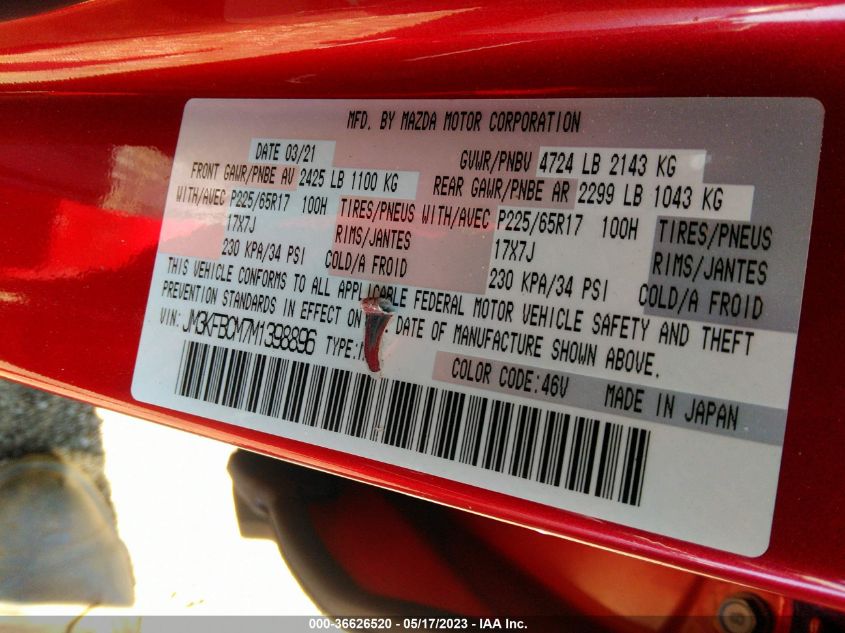 MFD. BY MAZDA MOTOR CORPORATION
DATE 03/21 GVWR/PNBV 4724 LB 2143 KG
FRONT GAWR/PNBE AV 2425 LB 1100 KG REAR GAWR/PNBE AR 2299 LB 1043 KG
WITH/AVEC P225/65R17 100H TIRES/PNEUS WITH/AVEC P225/65R17 100H TIRES/PNEUS
17X7J RIMS/JANTES 17X7J RIMS/JANTES
230 KPA/34 PSI COLD/A FROID 230 KPA/34 PSI COLD/A FROID
THIS VEHICLE CONFORMS TO ALL APPLICABLE FEDERAL MOTOR VEHICLE SAFETY AND THEFT
PREVENTION STANDARDS IN EFFECT ON DATE OF MANUFACTURE SHOWN ABOVE.
VIN: JM3KFBCM7M1398896 TYPE:
COLOR CODE:46V MADE IN JAPAN
000-36626520 — 05/17/2023 - IAA Inc.